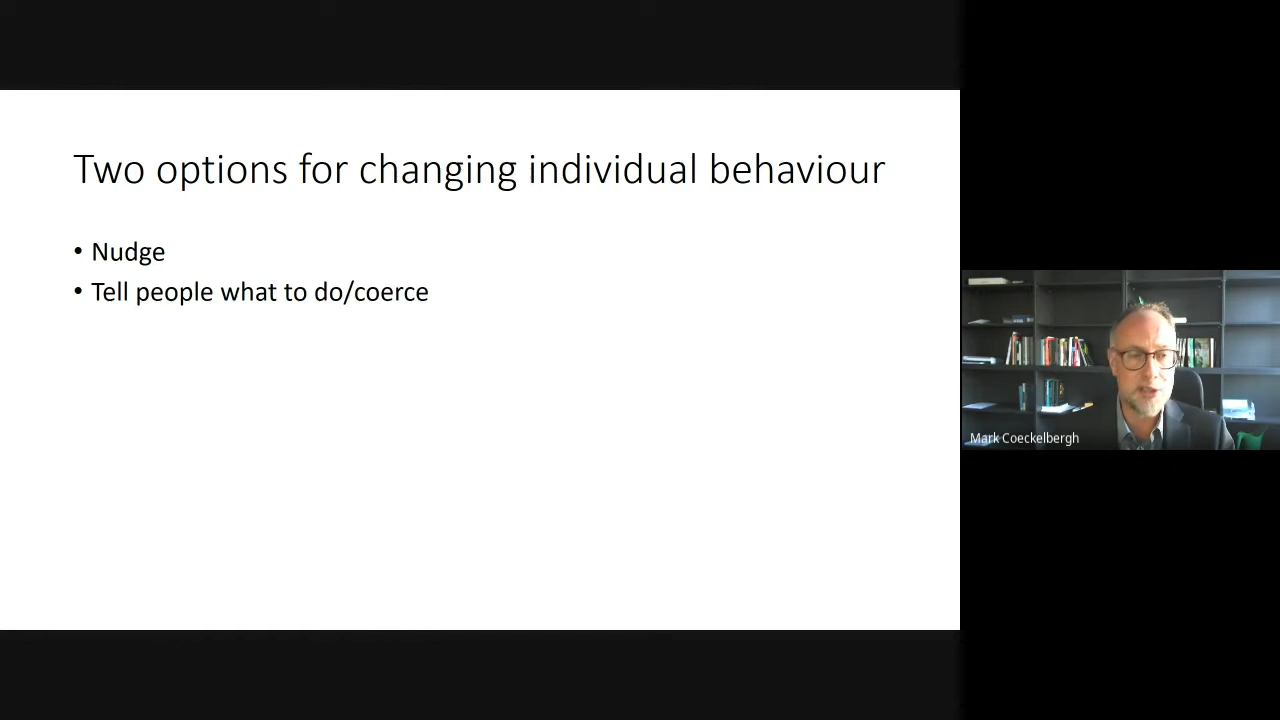 Two options for changing individual behaviour
• Nudge
• Tell people what to do/coerce
Mark Coeckelbergh